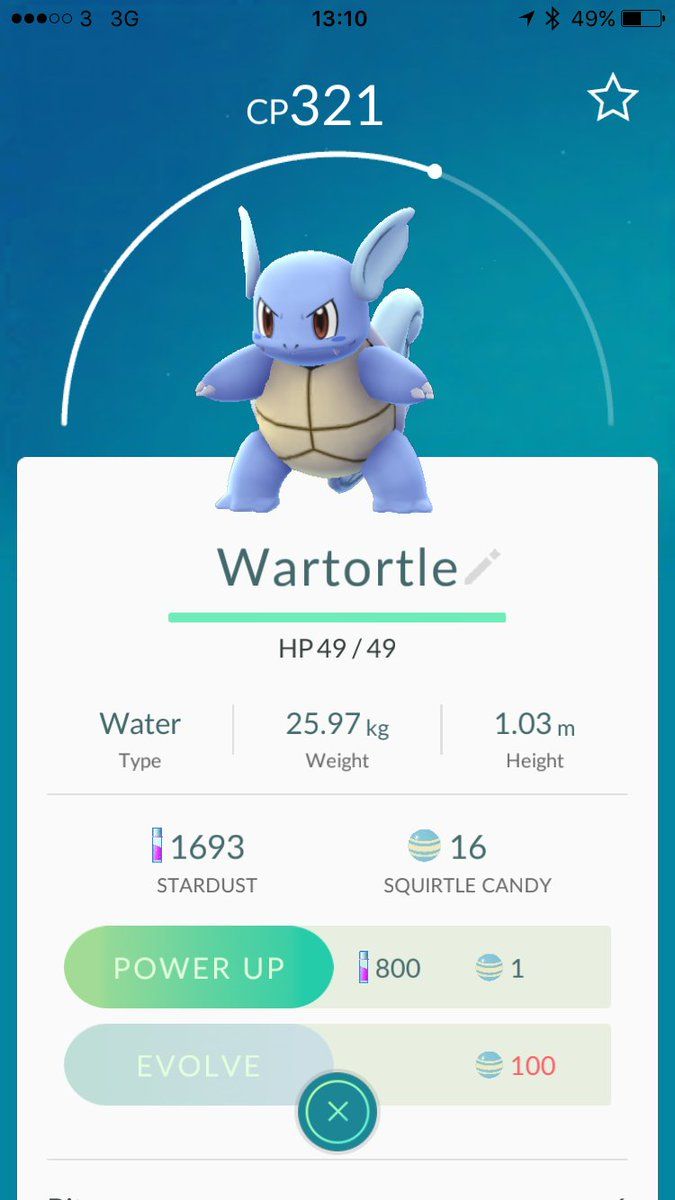 3 3G 13:10 49%
CP321
Wartortle
HP 49 / 49
Water 25.97 kg 1.03 m
Type Weight Height
1693 16
STARDUST SQUIRTLE CANDY
POWER UP 800 1
EVOLVE 100